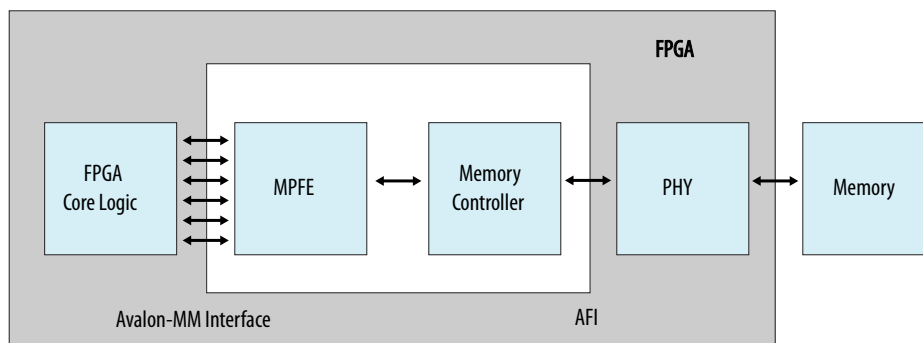 FPGA
FPGA
Core Logic
MPFE
Memory
Controller
PHY
Memory
Avalon-MM Interface
AFI